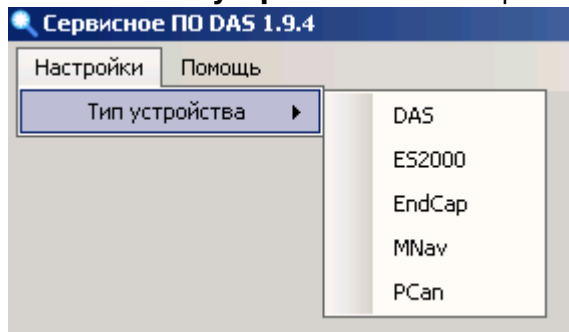 Сервисное ПО DAS 1.9.4
Настройки Помощь
Тип устройства
DAS
ES2000
EndCap
MNav
PCan